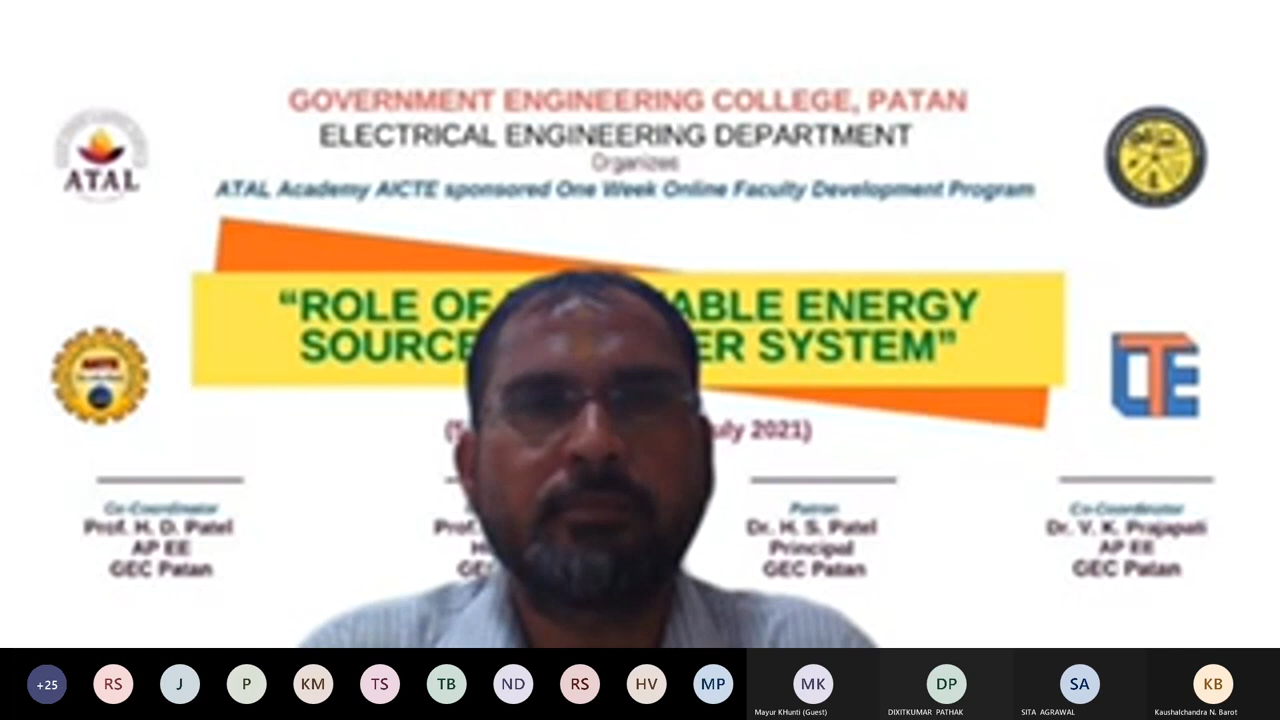 GOVERNMENT ENGINEERING COLLEGE, PATAN
ELECTRICAL ENGINEERING DEPARTMENT
Organizes
ATAL Academy AICTE sponsored One Week Online Faculty Development Program
ATAL
“ROLE OF ABLE ENERGY
SOURCE ER SYSTEM”
uly 2021)
Co-Coordinator
Prof. H. D. Patel
AP EE
GEC Patan
Prof.
Patron
Dr. H. S. Patel
Principal
GEC Patan
Co-Coordinator
Dr. V. K. Prajapati
AP EE
GEC Patan
+25
RS
J
P
KM
TS
TB
ND
RS
HV
MP
MK
DP
SA
KB
Mayur KHunti (Guest)
DIXITKUMAR PATHAK
SITA AGRAWAL
Kaushalchandra N. Barot